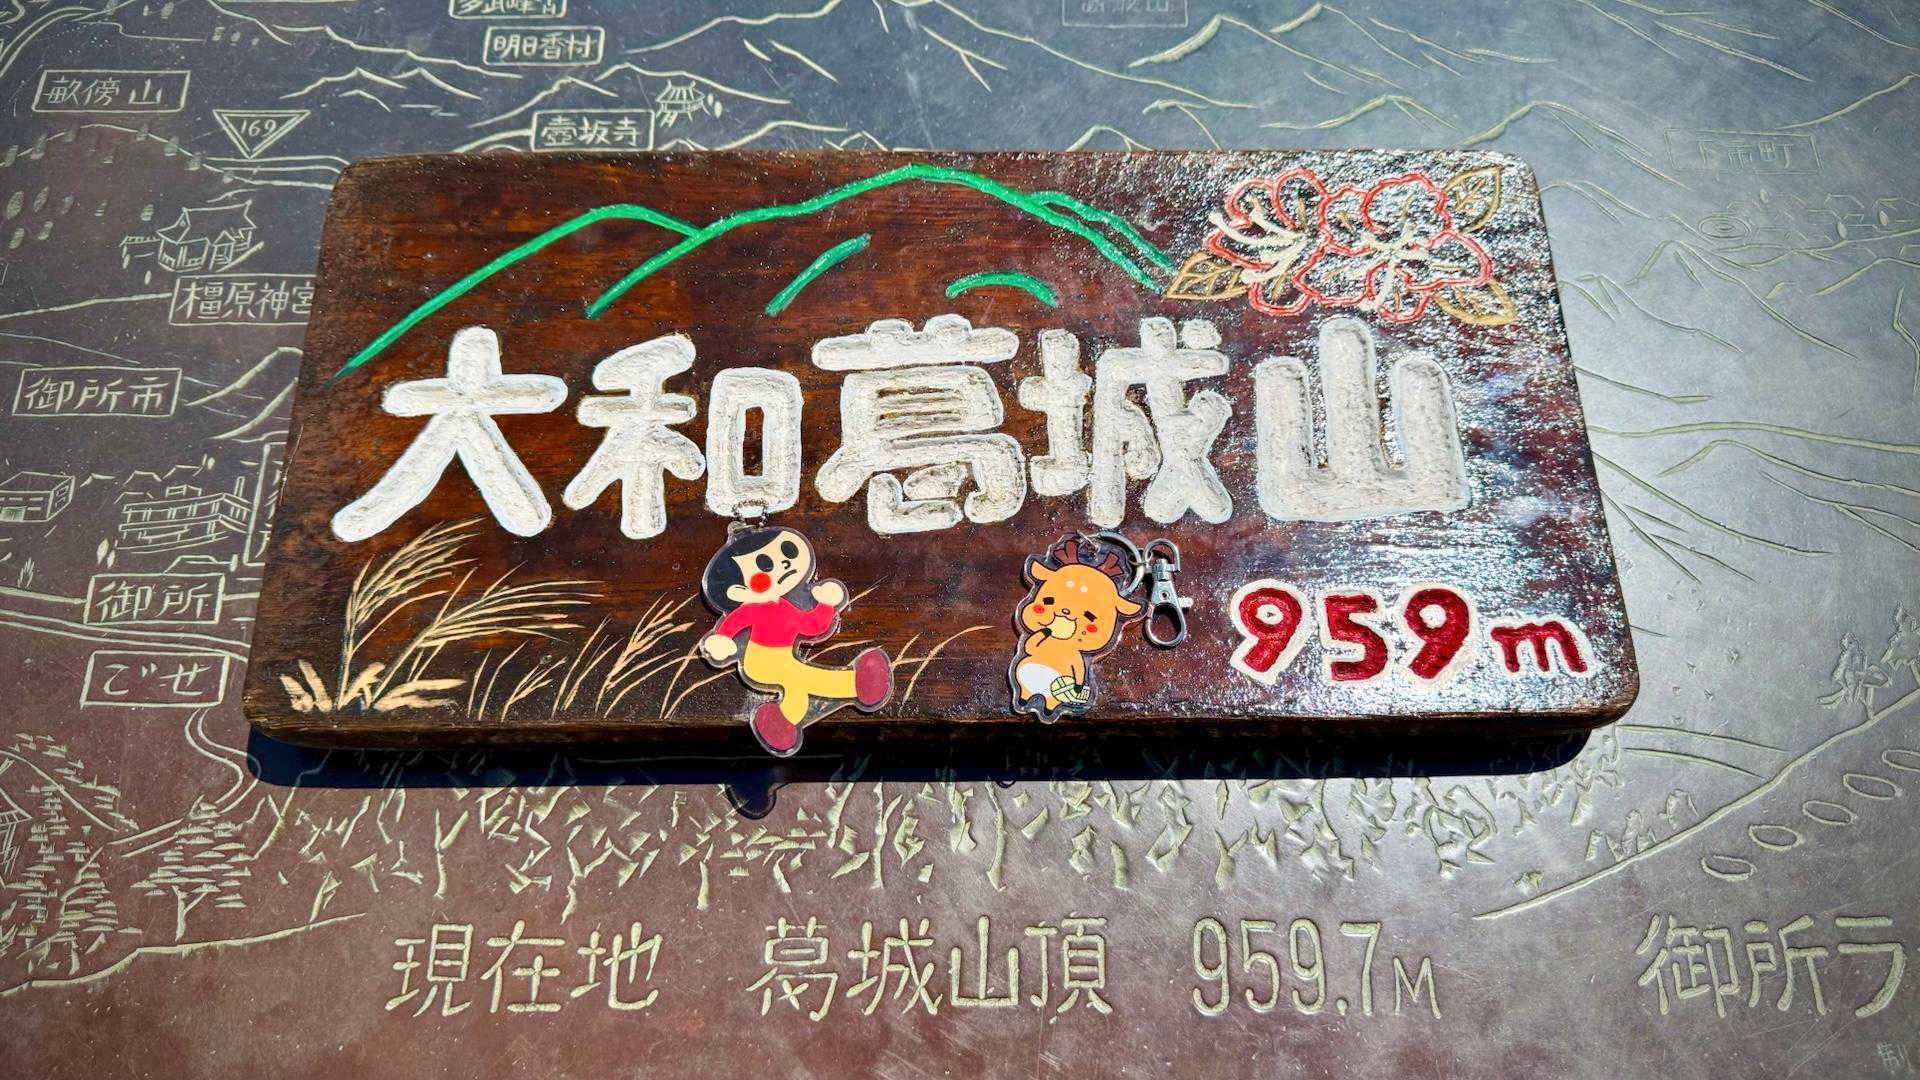 明日香村
畝傍山
169
壺坂寺
下市町
橿原神宮
御所市
大和葛城山
御所
959m
ごせ
現在地 葛城山頂 959.7M 御所ラ